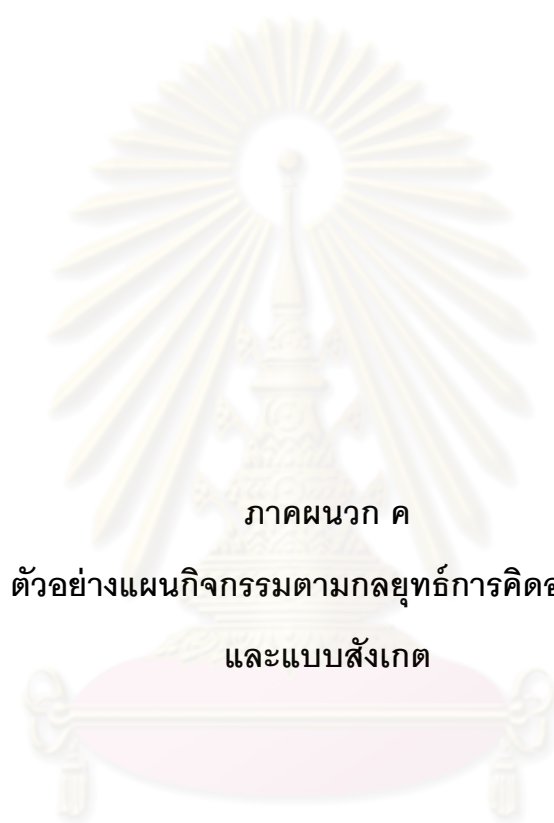 ภาคผนวก ค
ตัวอย่างแผนกิจกรรมตามกลยุทธ์การคิด
และแบบสังเกต